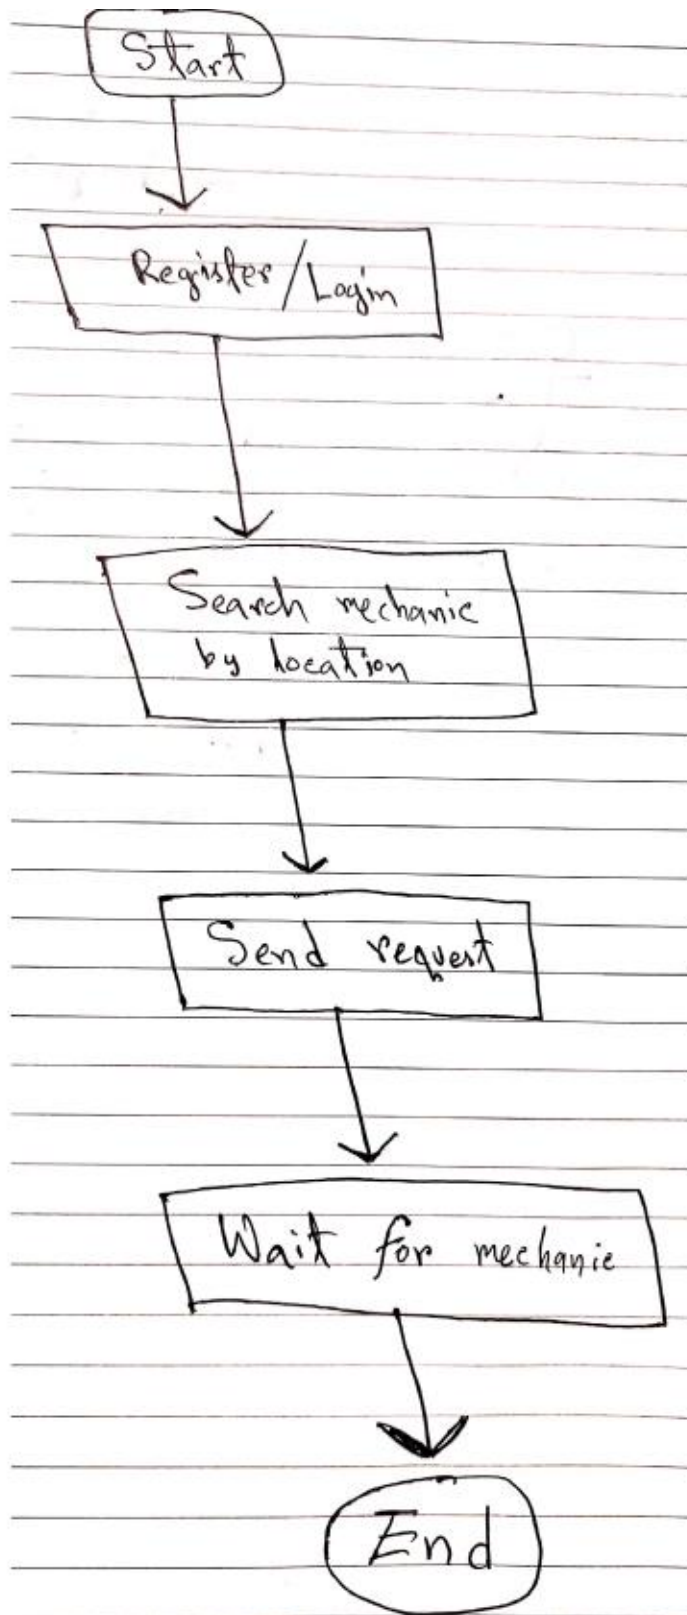 Start
Register/Login
Search mechanic
by location
Send request
Wait for mechanic
End